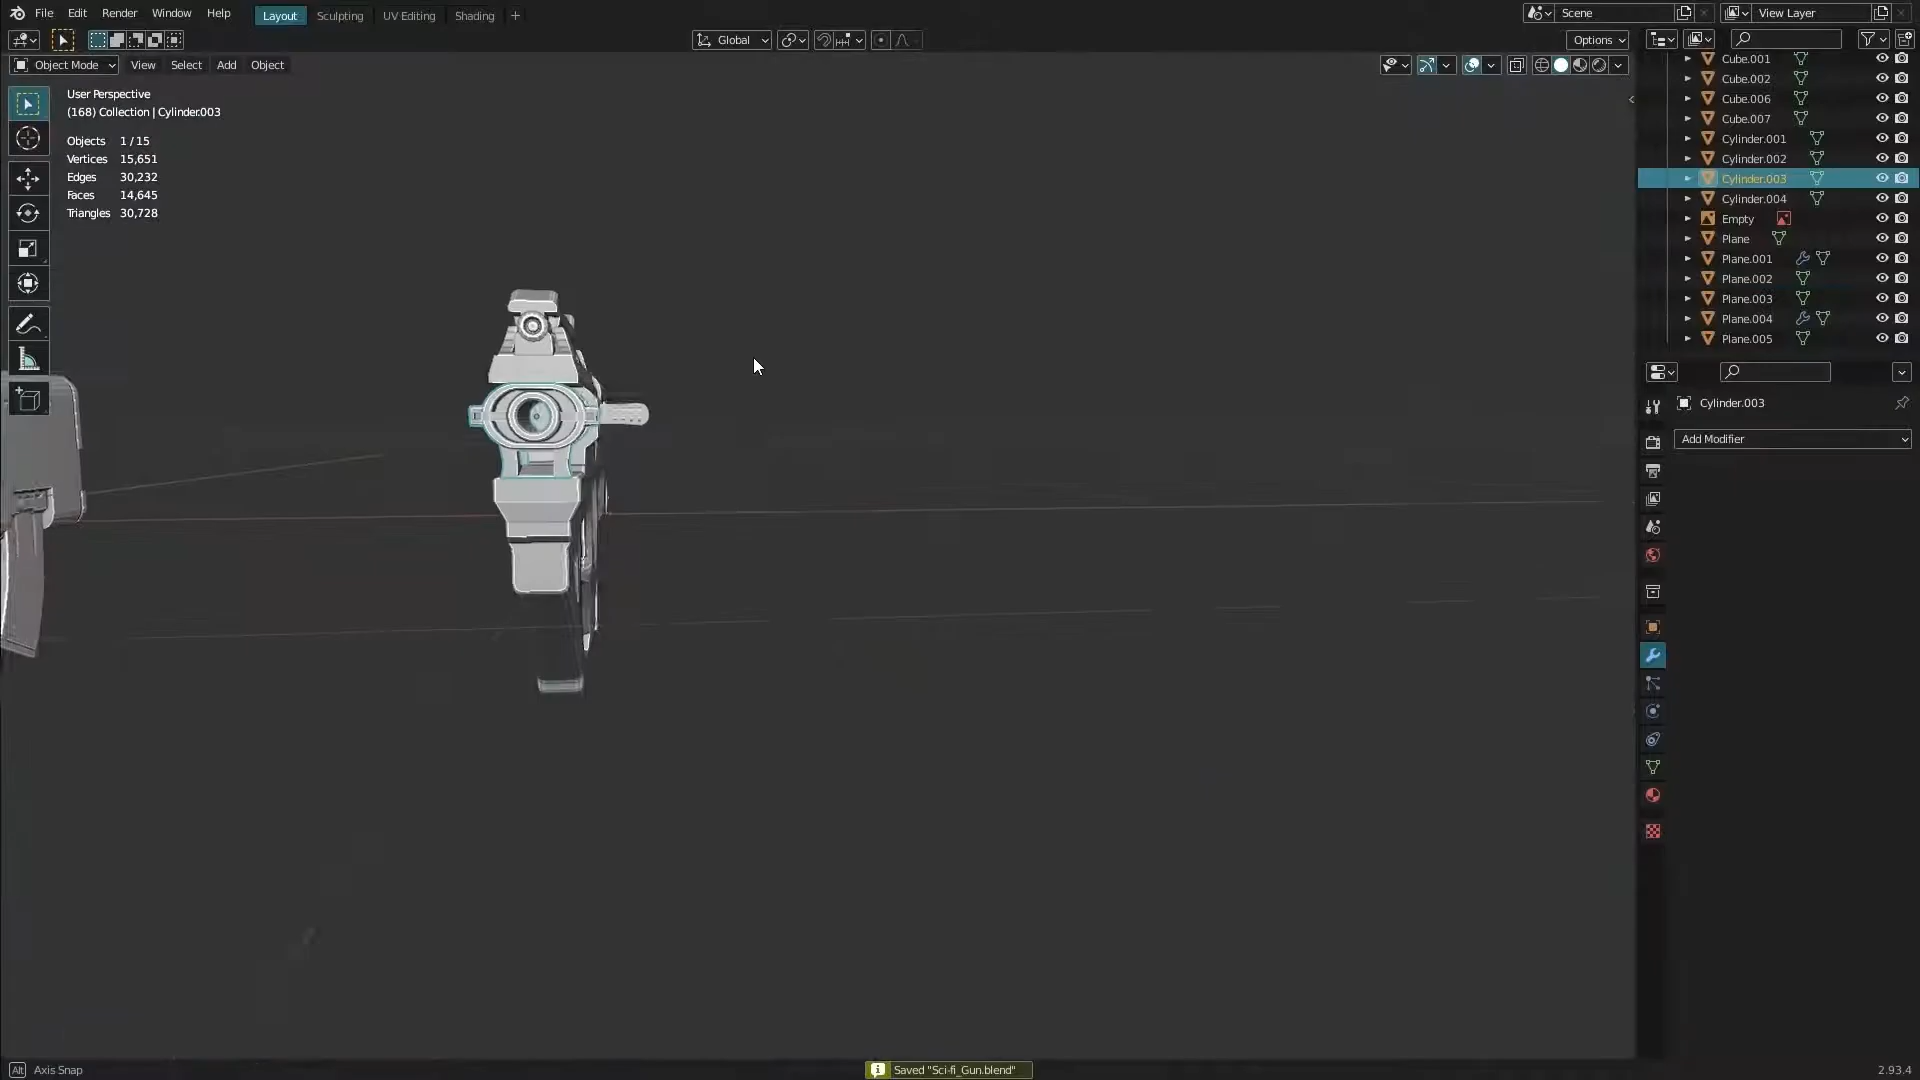 File Edit Render Window Help Layout Sculpting UV Editing Shading +
Scene View Layer
Global Options
Object Mode View Select Add Object
User Perspective
(168) Collection | Cylinder.003
Objects 1 / 15
Vertices 15,651
Edges 30,232
Faces 14,645
Triangles 30,728
Cube.001
Cube.002
Cube.006
Cube.007
Cylinder.001
Cylinder.002
Cylinder.003
Cylinder.004
Empty
Plane
Plane.001
Plane.002
Plane.003
Plane.004
Plane.005
Cylinder.003
Add Modifier
Alt Axis Snap
Saved "Sci-fi_Gun.blend"
2.93.4